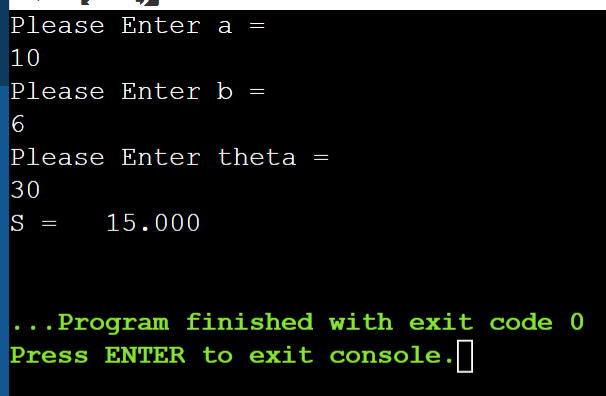 Please Enter a =
10
Please Enter b =
6
Please Enter theta =
30
S =   15.000
...Program finished with exit code 0
Press ENTER to exit console.